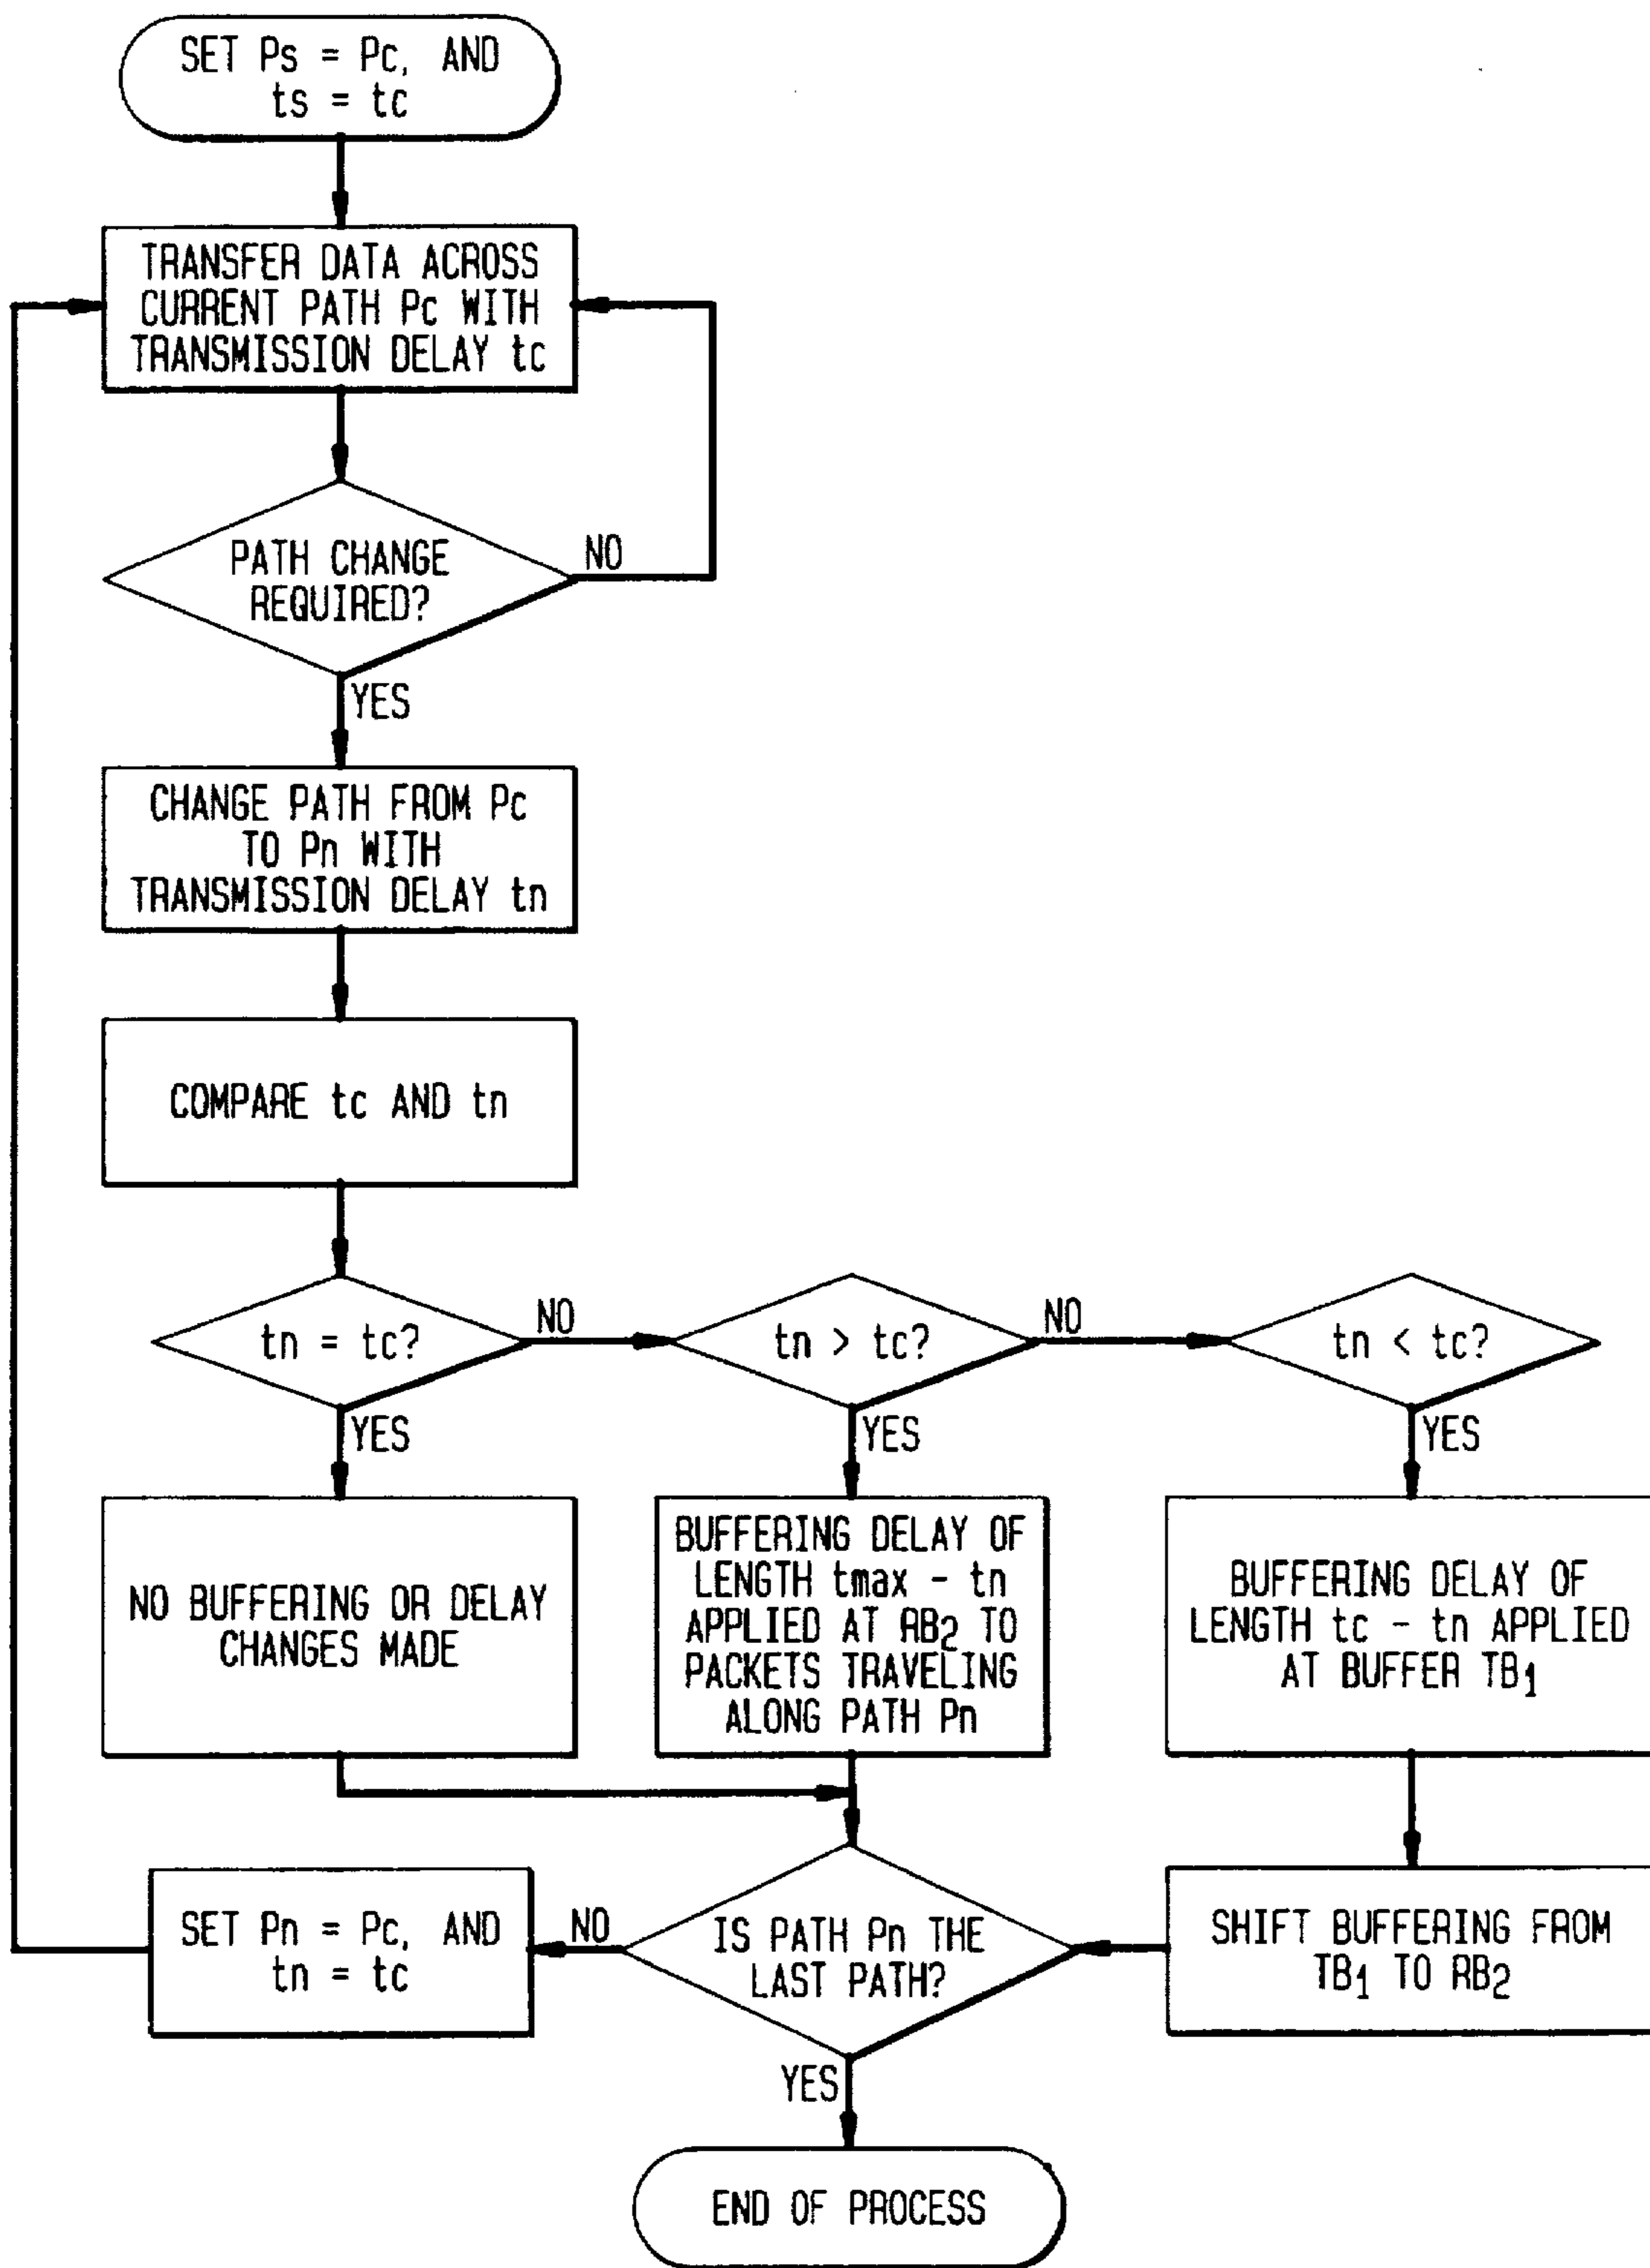 SET Ps = Pc, AND
ts = tc
TRANSFER DATA ACROSS
CURRENT PATH Pc WITH
TRANSMISSION DELAY tc
PATH CHANGE
REQUIRED?
NO
YES
CHANGE PATH FROM Pc
TO Pn WITH
TRANSMISSION DELAY tn
COMPARE tc AND tn
tn = tc?
NO
tn > tc?
NO
tn < tc?
YES
YES
YES
NO BUFFERING OR DELAY
CHANGES MADE
BUFFERING DELAY OF
LENGTH tmax - tn
APPLIED AT RB2 TO
PACKETS TRAVELING
ALONG PATH Pn
BUFFERING DELAY OF
LENGTH tc - tn APPLIED
AT BUFFER TB1
SET Pn = Pc, AND
tn = tc
NO
IS PATH Pn THE
LAST PATH?
SHIFT BUFFERING FROM
TB1 TO RB2
YES
END OF PROCESS